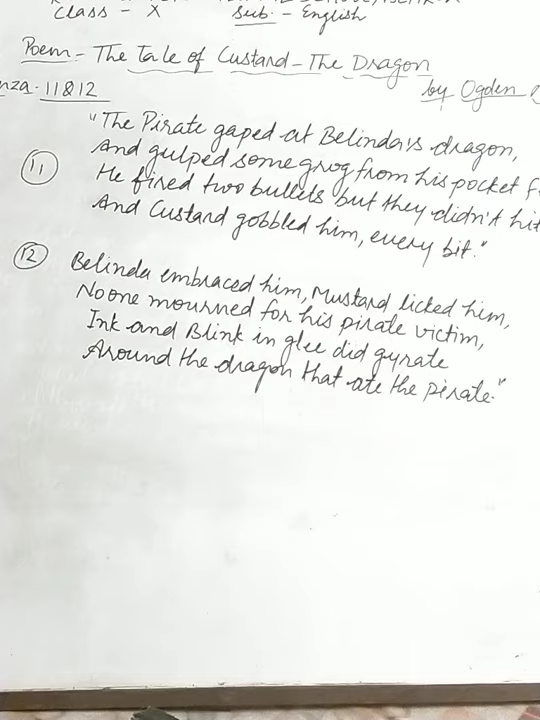 Class - X Sub. - English
Poem - The Tale of Custard - The Dragon
nza. 11 & 12 by Ogden
"The Pirate gaped at Belinda's dragon,
And gulped some grog from his pocket f
(11) He fired two bullets but they didn't hit
And Custard gobbled him, every bit."
(12) Belinda embraced him, Mustard licked him,
No one mourned for his pirate victim,
Ink and Blink in glee did gyrate
Around the dragon that ate the pirate."